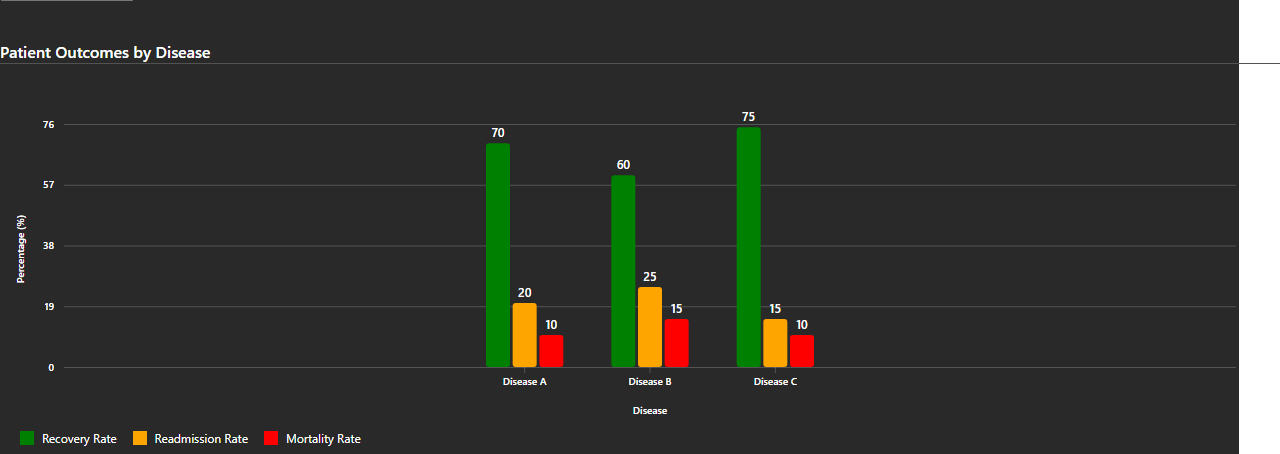 Patient Outcomes by Disease
76
57
38
19
0
Percentage (%)
70
20
10
60
25
15
75
15
10
Disease A
Disease B
Disease C
Disease
Recovery Rate
Readmission Rate
Mortality Rate